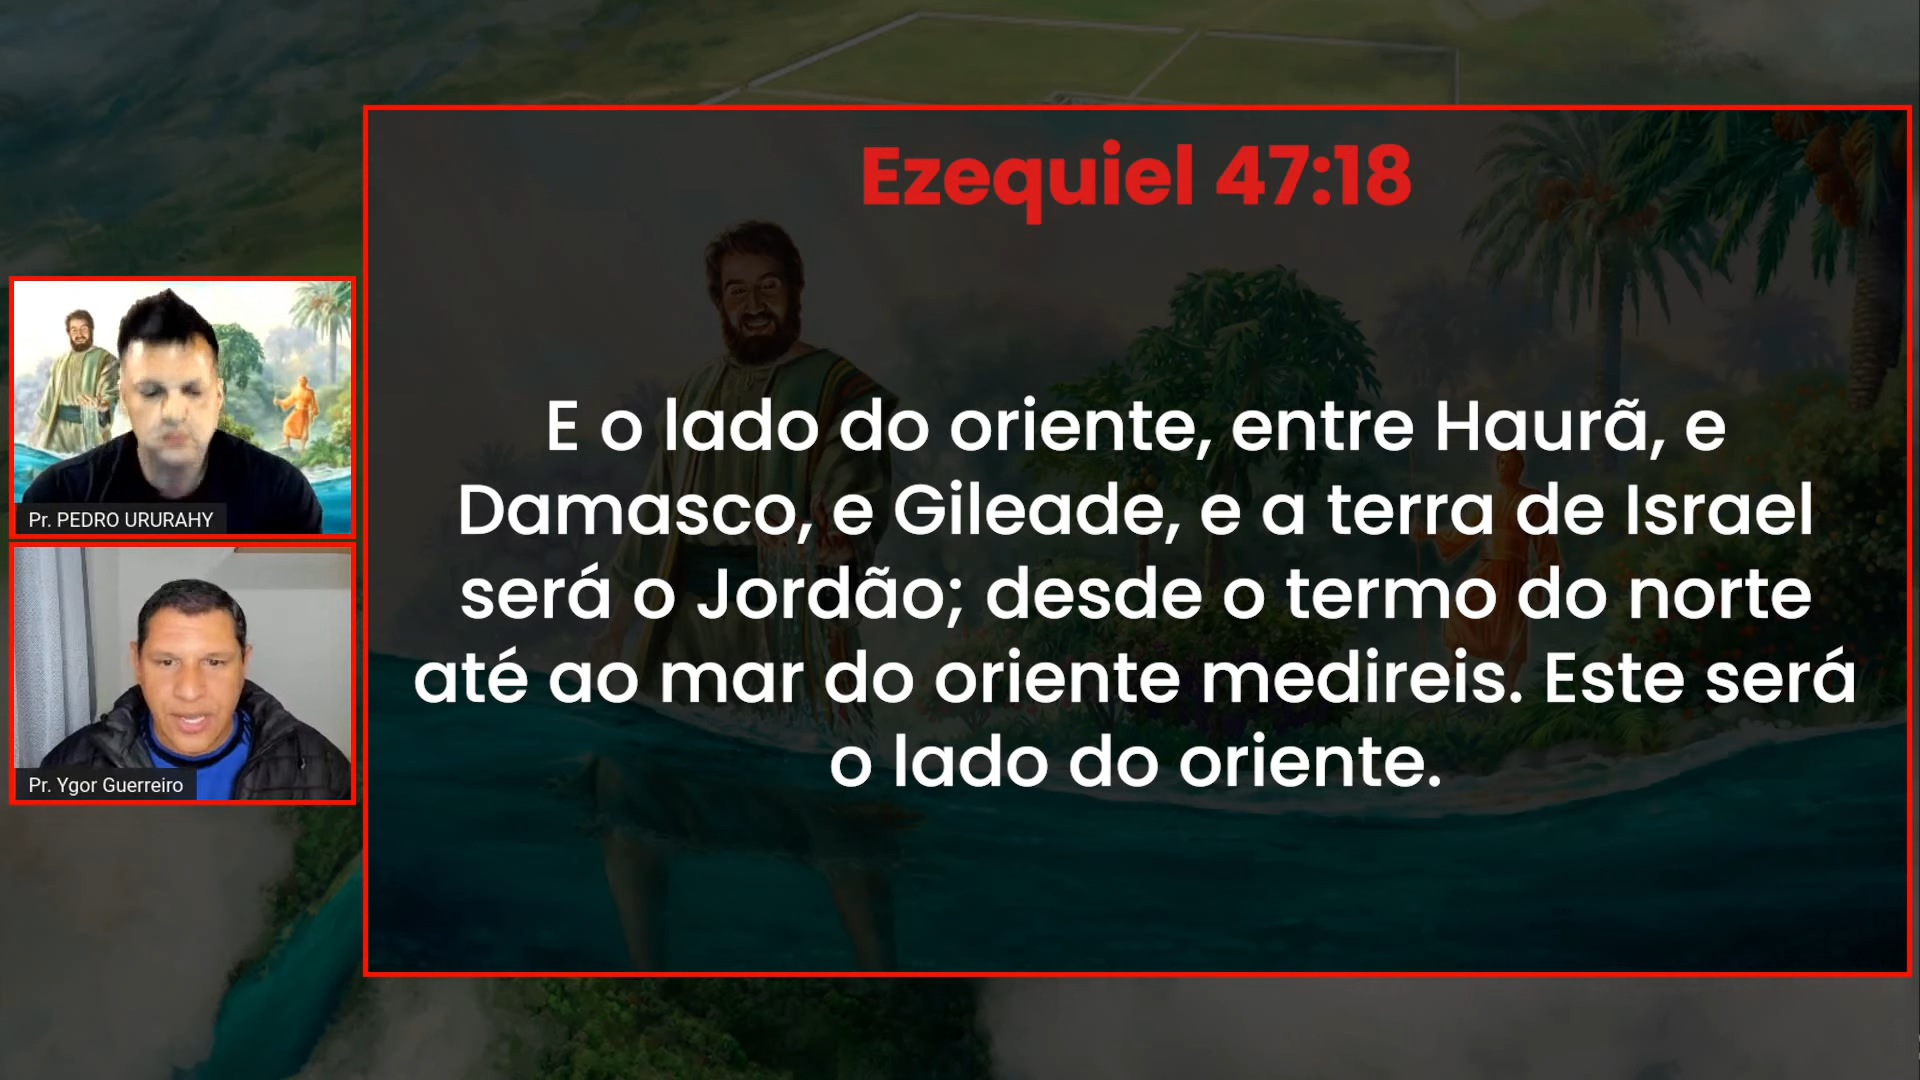 Ezequiel 47:18
E o lado do oriente, entre Haurã, e
Damasco, e Gileade, e a terra de Israel
será o Jordão; desde o termo do norte
até ao mar do oriente medireis. Este será
o lado do oriente.
Pr. PEDRO URURAHY
Pr. Ygor Guerreiro